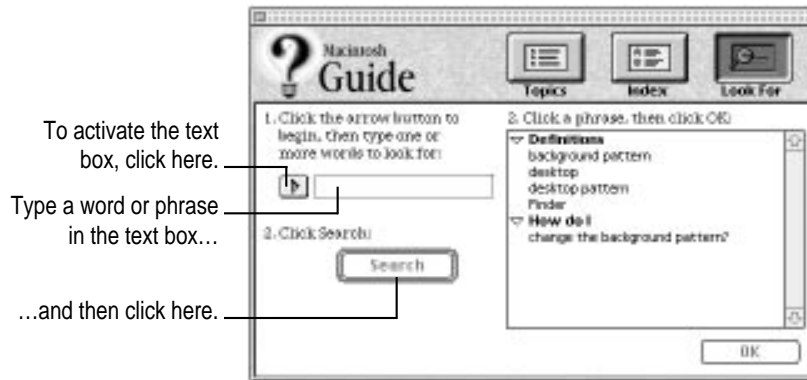 Macintosh
Guide
Topics
Index
Look For
To activate the text
box, click here.
Type a word or phrase
in the text box…
…and then click here.
1. Click the arrow button to
begin, then type one or
more words to look for:
2. Click Search:
Search
3. Click a phrase, then click OK:
Definitions
background pattern
desktop
desktop pattern
Finder
How do I
change the background pattern?
OK